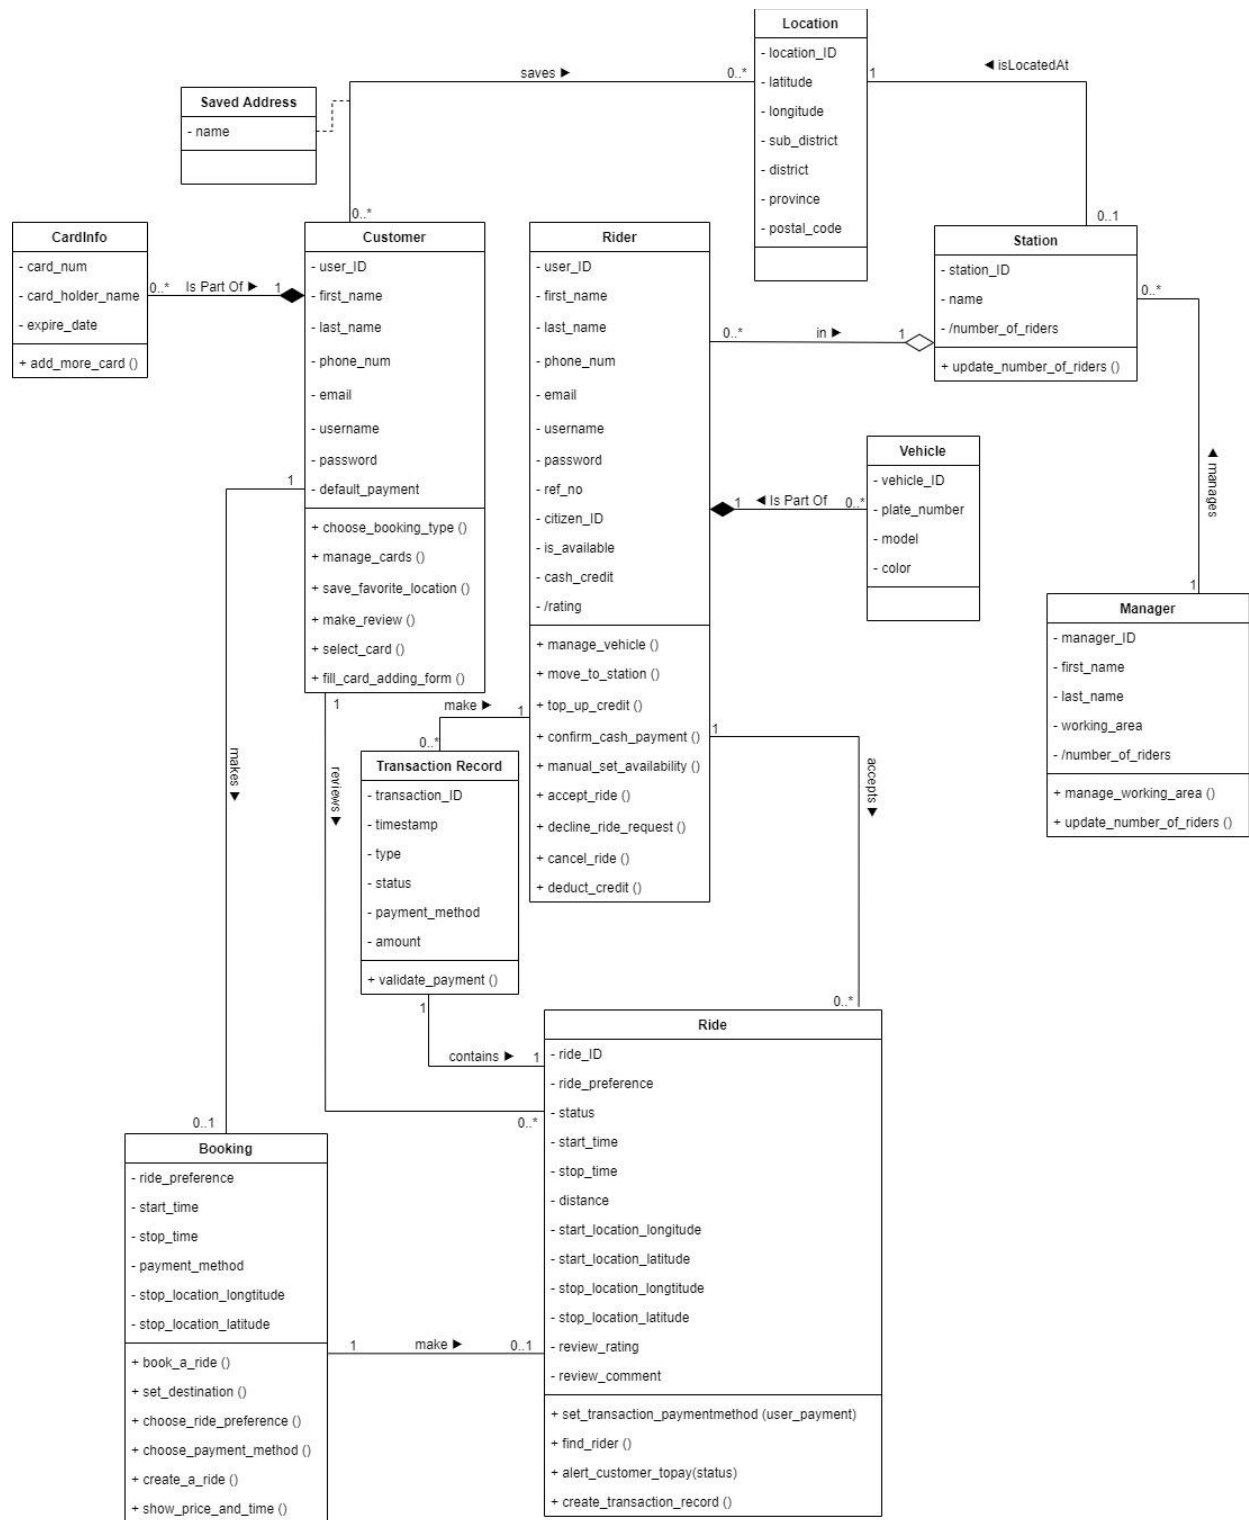 Location
- location_ID
- latitude
- longitude
- sub_district
- district
- province
- postal_code
saves ►
0..*
1
◄ isLocatedAt
Saved Address
- name
0..*
0..1
CardInfo
- card_num
- card_holder_name
- expire_date
+ add_more_card ()
0..*
Is Part Of ►
1
Customer
- user_ID
- first_name
- last_name
- phone_num
- email
- username
- password
- default_payment
+ choose_booking_type ()
+ manage_cards ()
+ save_favorite_location ()
+ make_review ()
+ select_card ()
+ fill_card_adding_form ()
Rider
- user_ID
- first_name
- last_name
- phone_num
- email
- username
- password
- ref_no
- citizen_ID
- is_available
- cash_credit
- /rating
+ manage_vehicle ()
+ move_to_station ()
+ top_up_credit ()
+ confirm_cash_payment ()
+ manual_set_availability ()
+ accept_ride ()
+ decline_ride_request ()
+ cancel_ride ()
+ deduct_credit ()
Station
- station_ID
- name
- /number_of_riders
+ update_number_of_riders ()
0..*
in ►
1
0..*
◄ manages
1
Vehicle
- vehicle_ID
- plate_number
- model
- color
1
◄ Is Part Of
0..*
Manager
- manager_ID
- first_name
- last_name
- working_area
- /number_of_riders
+ manage_working_area ()
+ update_number_of_riders ()
1
makes ►
0..1
1
reviews ►
0..*
make ►
1
0..*
Transaction Record
- transaction_ID
- timestamp
- type
- status
- payment_method
- amount
+ validate_payment ()
1
contains ►
1
1
accepts ►
0..*
Ride
- ride_ID
- ride_preference
- status
- start_time
- stop_time
- distance
- start_location_longitude
- start_location_latitude
- stop_location_longtitude
- stop_location_latitude
- review_rating
- review_comment
+ set_transaction_paymentmethod (user_payment)
+ find_rider ()
+ alert_customer_topay(status)
+ create_transaction_record ()
Booking
- ride_preference
- start_time
- stop_time
- payment_method
- stop_location_longtitude
- stop_location_latitude
+ book_a_ride ()
+ set_destination ()
+ choose_ride_preference ()
+ choose_payment_method ()
+ create_a_ride ()
+ show_price_and_time ()
1
make ►
0..1